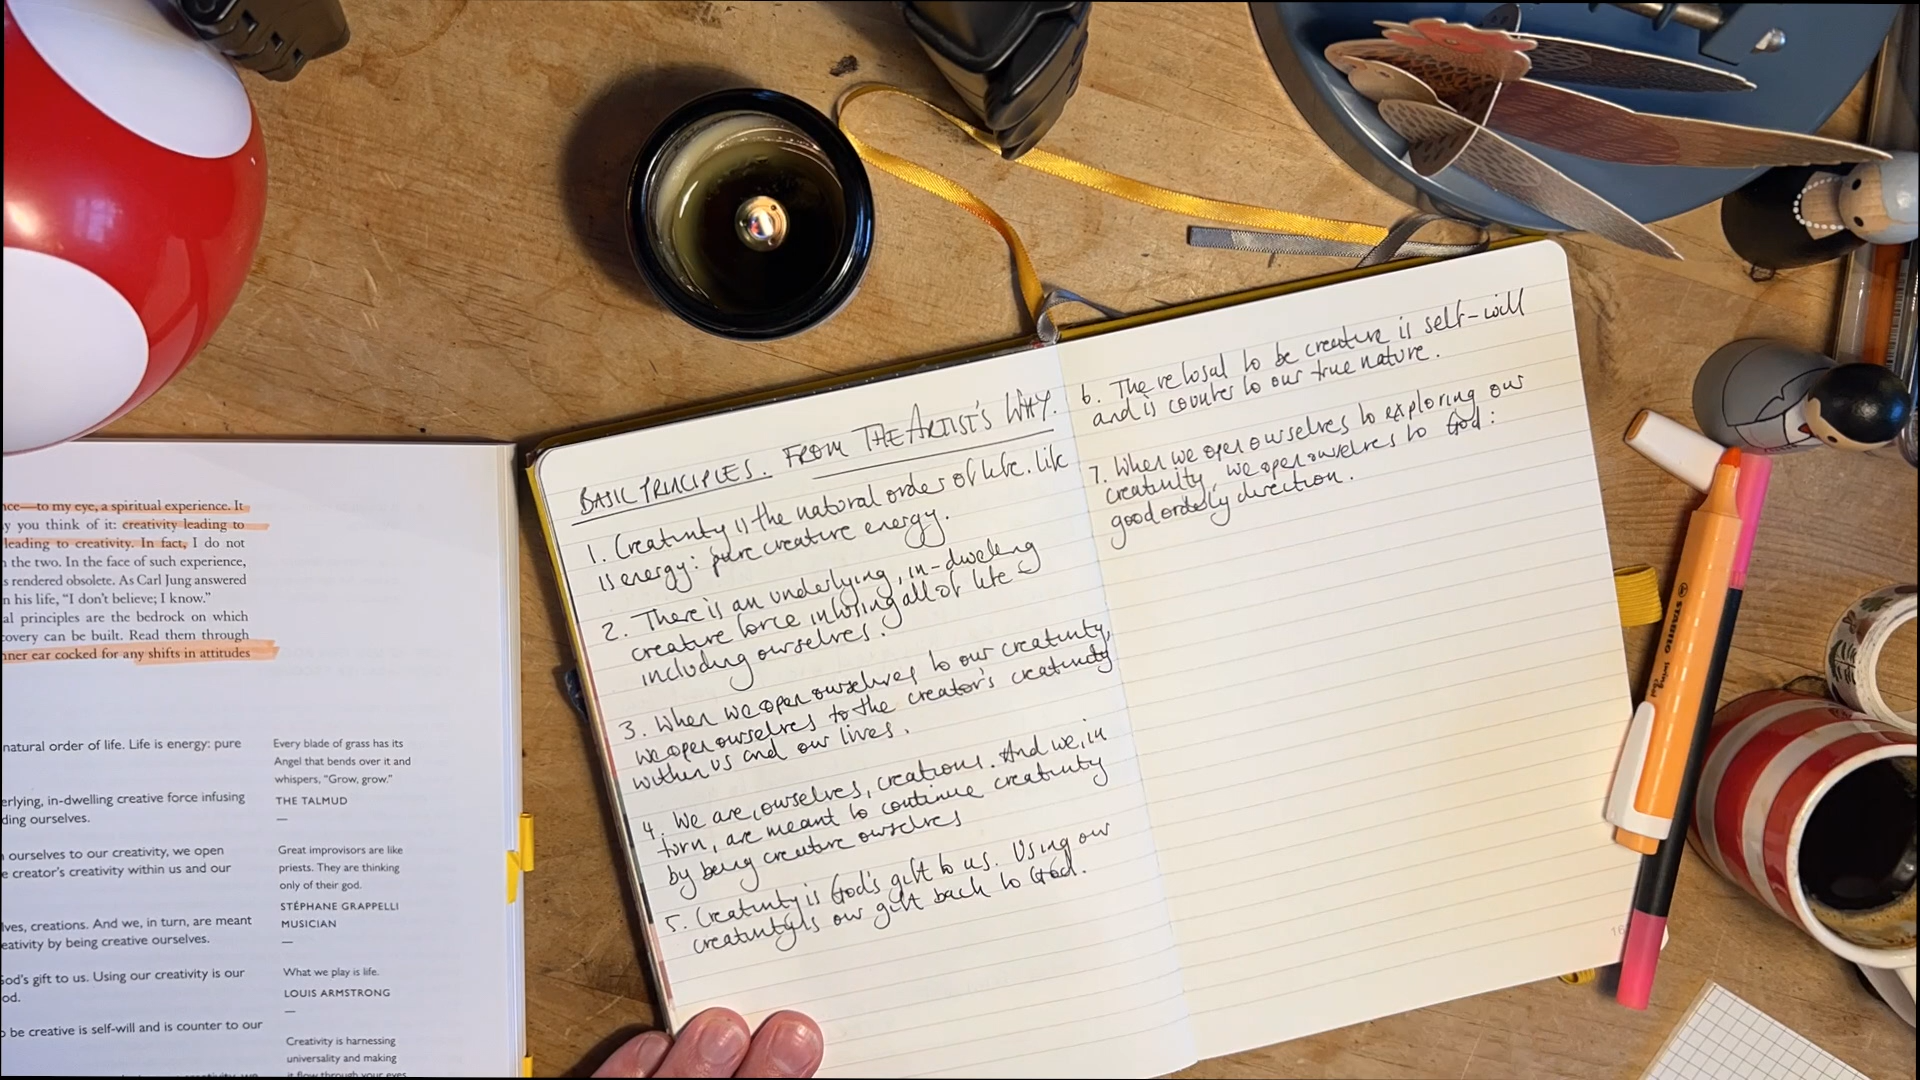 nce—to my eye, a spiritual experience. It
y you think of it: creativity leading to
leading to creativity. In fact, I do not
the two. In the face of such experience,
s rendered obsolete. As Carl Jung answered
n his life, “I don’t believe; I know.”
al principles are the bedrock on which
covery can be built. Read them through
nner ear cocked for any shifts in attitudes
natural order of life. Life is energy: pure
erlying, in-dwelling creative force infusing
ding ourselves.
ourselves to our creativity, we open
e creator’s creativity within us and our
lves, creations. And we, in turn, are meant
eativity by being creative ourselves.
God’s gift to us. Using our creativity is our
od.
o be creative is self-will and is counter to our
Every blade of grass has its
Angel that bends over it and
whispers, “Grow, grow.”
THE TALMUD
—
Great improvisors are like
priests. They are thinking
only of their god.
STÉPHANE GRAPPELLI
MUSICIAN
—
What we play is life.
LOUIS ARMSTRONG
—
Creativity is harnessing
universality and making
it flow through your eyes
BASIC PRINCIPLES. FROM THE ARTIST'S WAY.
1. Creativity is the natural order of life. Life
is energy: pure creative energy.
2. There is an underlying, in-dwelling
creative force infusing all of life -
including ourselves.
3. When we open ourselves to our creativity,
we open ourselves to the creator's creativity
within us and our lives.
4. We are, ourselves, creations. And we, in
turn, are meant to continue creativity
by being creative ourselves
5. Creativity is God's gift to us. Using our
creativity is our gift back to God.
6. The refusal to be creative is self-will
and is counter to our true nature.
7. When we open ourselves to exploring our
creativity, we open ourselves to God:
good orderly direction.
16
STABILO swing cool